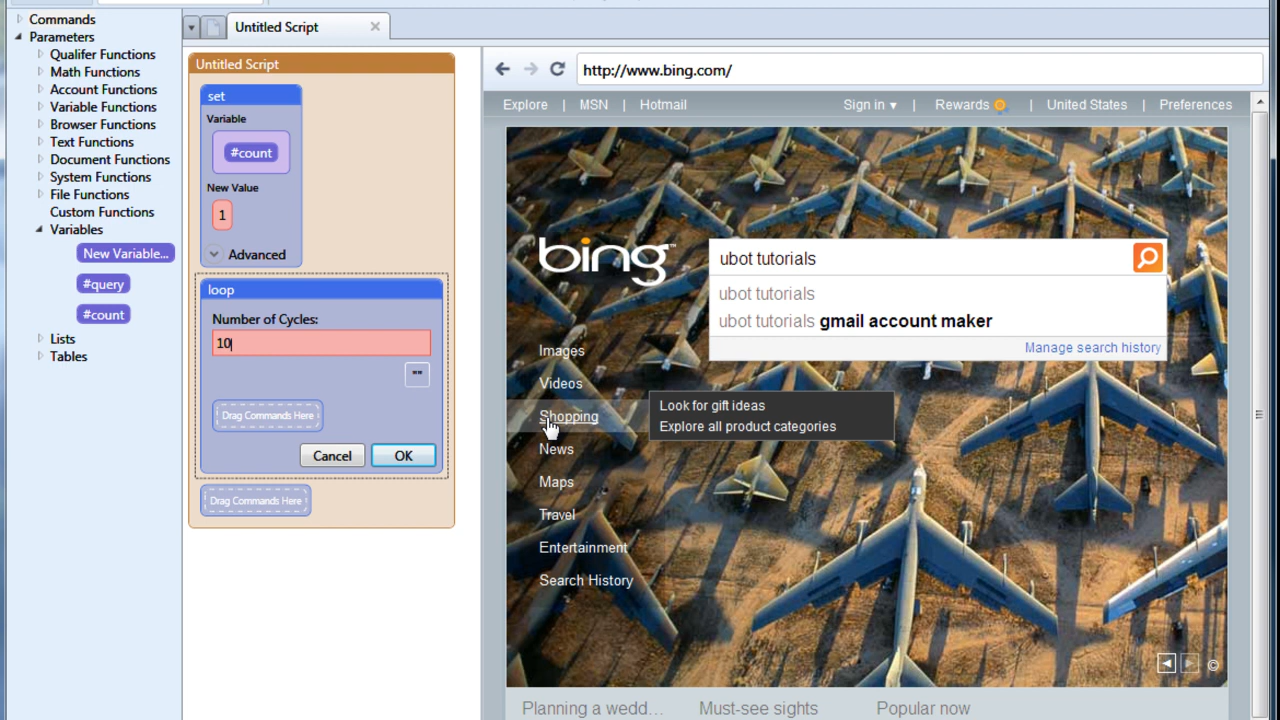 Commands
Parameters
Qualifer Functions
Math Functions
Account Functions
Variable Functions
Browser Functions
Text Functions
Document Functions
System Functions
File Functions
Custom Functions
Variables
New Variable...
#query
#count
Lists
Tables
Untitled Script
Untitled Script
set
Variable
#count
New Value
1
Advanced
loop
Number of Cycles:
10
""
Drag Commands Here
Cancel OK
Drag Commands Here
http://www.bing.com/
Explore | MSN | Hotmail Sign in Rewards | United States | Preferences
bing™
ubot tutorials
ubot tutorials
ubot tutorials gmail account maker
Manage search history
Images
Videos
Shopping
Look for gift ideas
Explore all product categories
News
Maps
Travel
Entertainment
Search History
©
Planning a wedd... Must-see sights Popular now